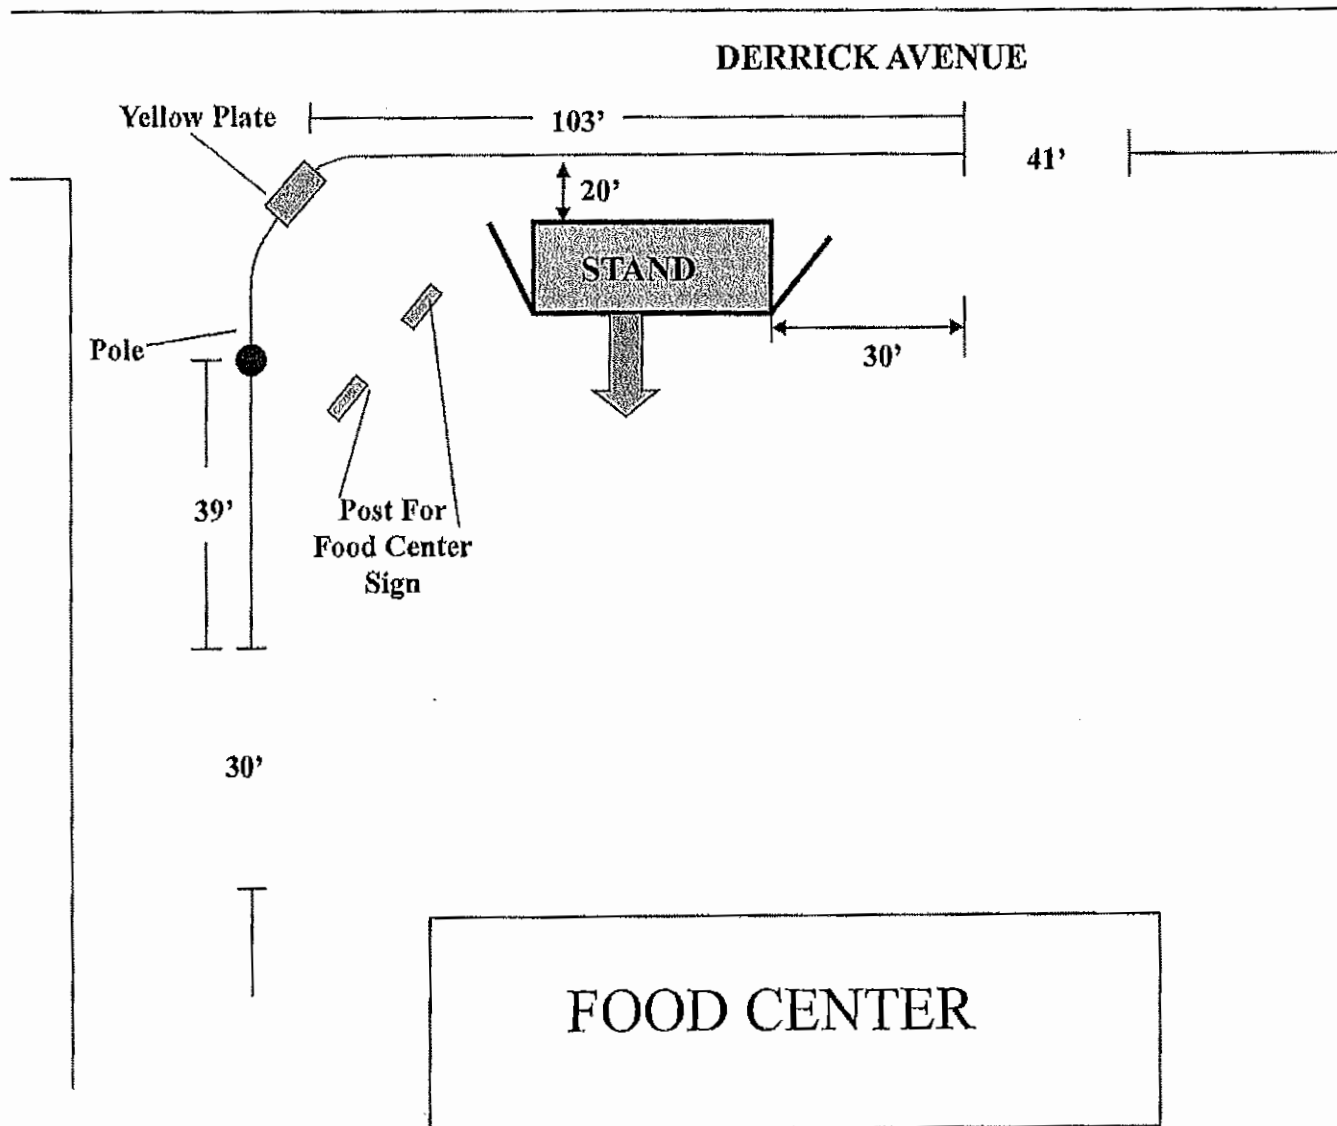 DERRICK AVENUE
Yellow Plate
103’
41’
20’
STAND
Pole
30’
39’
Post For
Food Center
Sign
30’
FOOD CENTER